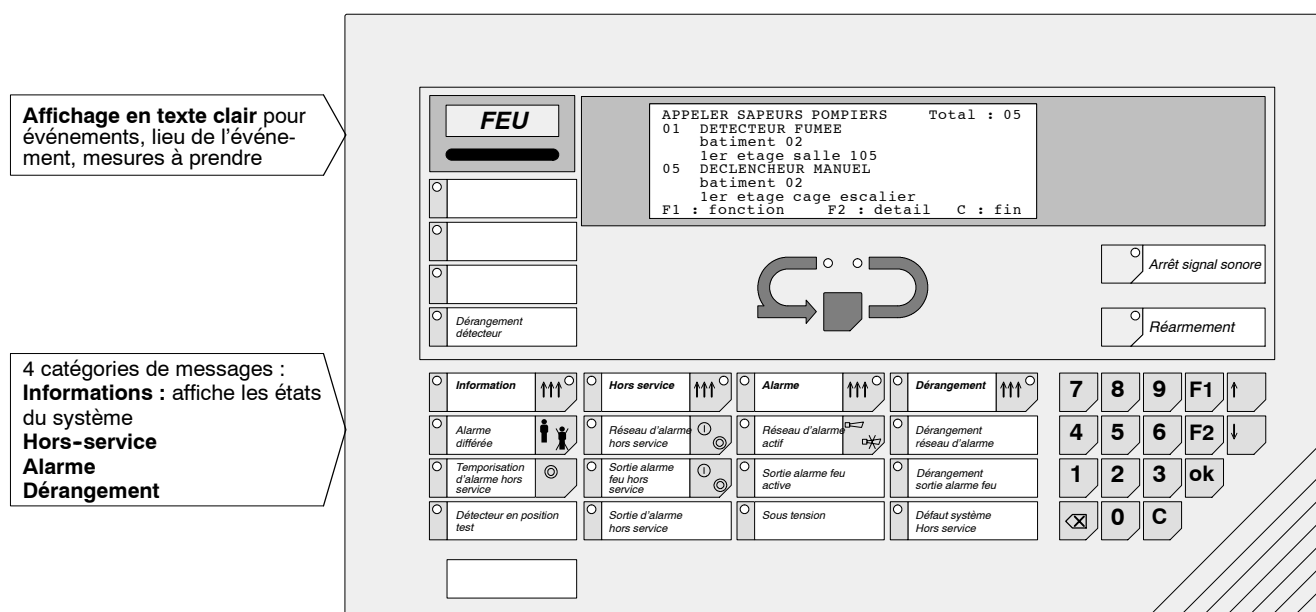 Affichage en texte clair pour
événements, lieu de l'événe-
ment, mesures à prendre
FEU
APPELER SAPEURS POMPIERS Total : 05
01 DETECTEUR FUMEE
batiment 02
1er etage salle 105
05 DECLENCHEUR MANUEL
batiment 02
1er etage cage escalier
F1 : fonction F2 : detail C : fin
Arrêt signal sonore
Réarmement
Dérangement
détecteur
4 catégories de messages :
Informations : affiche les états
du système
Hors-service
Alarme
Dérangement
Information
Hors service
Alarme
Dérangement
7 8 9 F1 ↑
Alarme
différée
Réseau d'alarme
hors service
Réseau d'alarme
actif
Dérangement
réseau d'alarme
4 5 6 F2 ↓
Temporisation
d'alarme hors
service
Sortie alarme
feu hors
service
Sortie alarme feu
active
Dérangement
sortie alarme feu
1 2 3 ok
Détecteur en position
test
Sortie d'alarme
hors service
Sous tension
Défaut système
Hors service
0 C